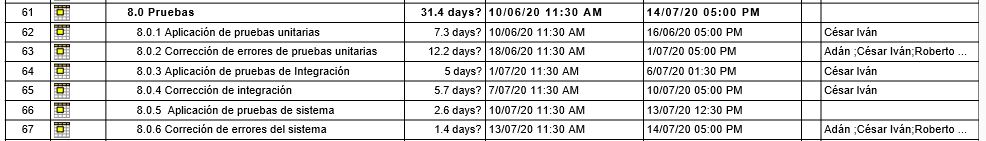 61 8.0 Pruebas 31.4 days? 10/06/20 11:30 AM 14/07/20 05:00 PM
62 8.0.1 Aplicación de pruebas unitarias 7.3 days? 10/06/20 11:30 AM 16/06/20 05:00 PM César Iván
63 8.0.2 Corrección de errores de pruebas unitarias 12.2 days? 18/06/20 11:30 AM 1/07/20 05:00 PM Adán ;César Iván;Roberto ...
64 8.0.3 Aplicación de pruebas de Integración 5 days? 1/07/20 11:30 AM 6/07/20 01:30 PM César Iván
65 8.0.4 Corrección de integración 5.7 days? 7/07/20 11:30 AM 10/07/20 05:00 PM César Iván
66 8.0.5 Aplicación de pruebas de sistema 2.6 days? 10/07/20 11:30 AM 13/07/20 12:30 PM
67 8.0.6 Correción de errores del sistema 1.4 days? 13/07/20 11:30 AM 14/07/20 05:00 PM Adán ;César Iván;Roberto ...